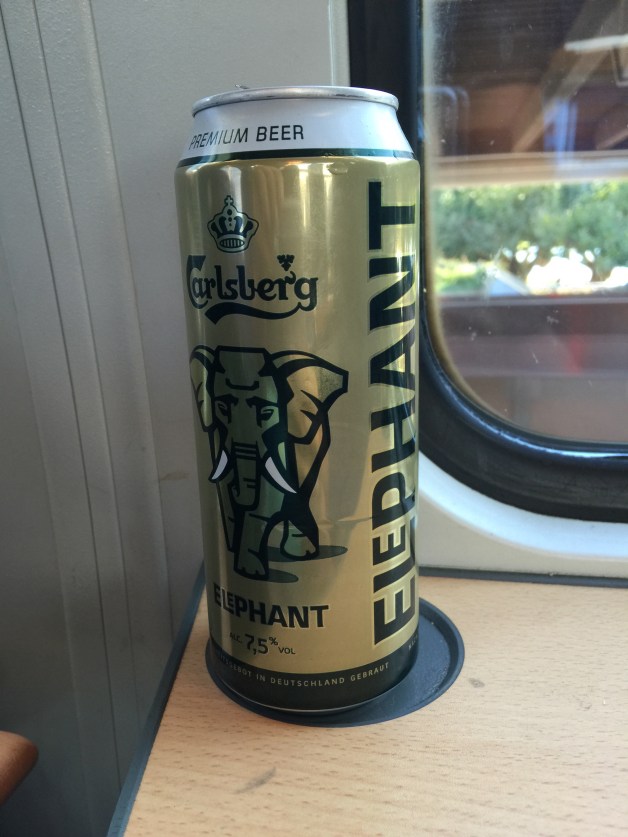 PREMIUM BEER
Carlsberg
ELEPHANT
ALC. 7,5% VOL
IN DEUTSCHLAND GEBRAUT
ELEPHANT